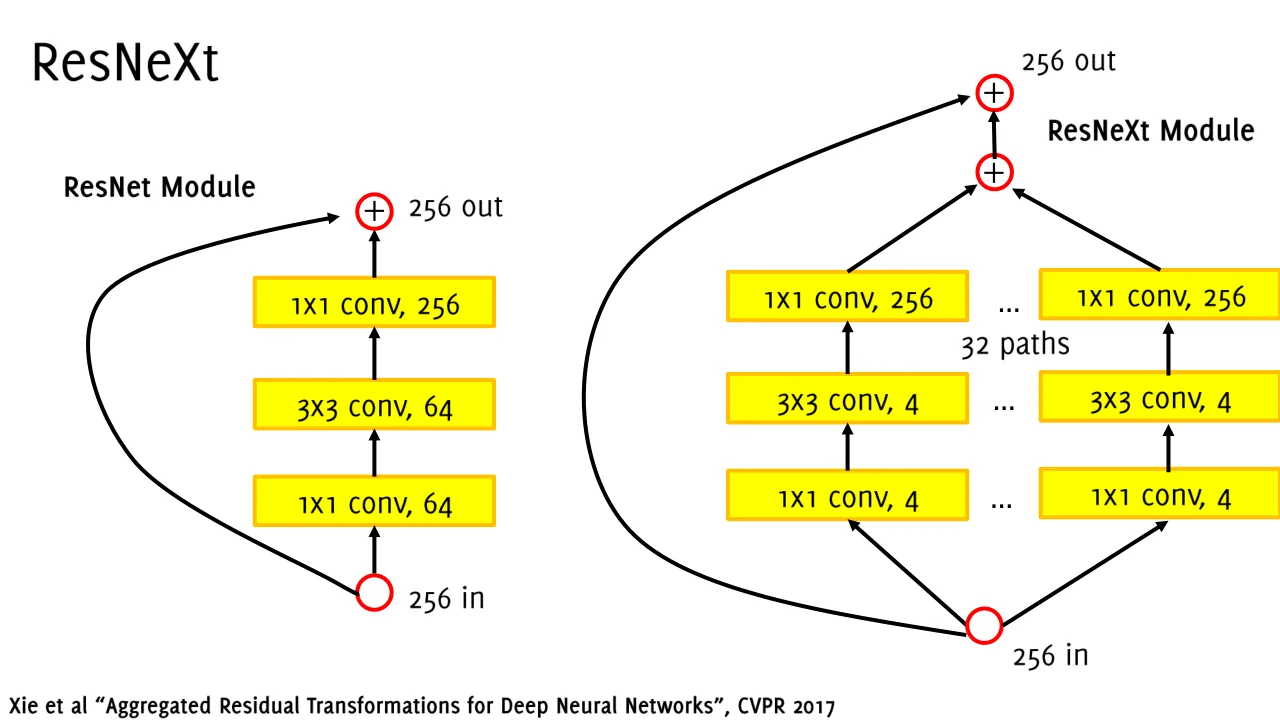 ResNeXt
ResNet Module
+
256 out
1x1 conv, 256
3x3 conv, 64
1x1 conv, 64
256 in
256 out
+
ResNeXt Module
+
1x1 conv, 256
...
1x1 conv, 256
32 paths
3x3 conv, 4
...
3x3 conv, 4
1x1 conv, 4
...
1x1 conv, 4
256 in
Xie et al “Aggregated Residual Transformations for Deep Neural Networks”, CVPR 2017